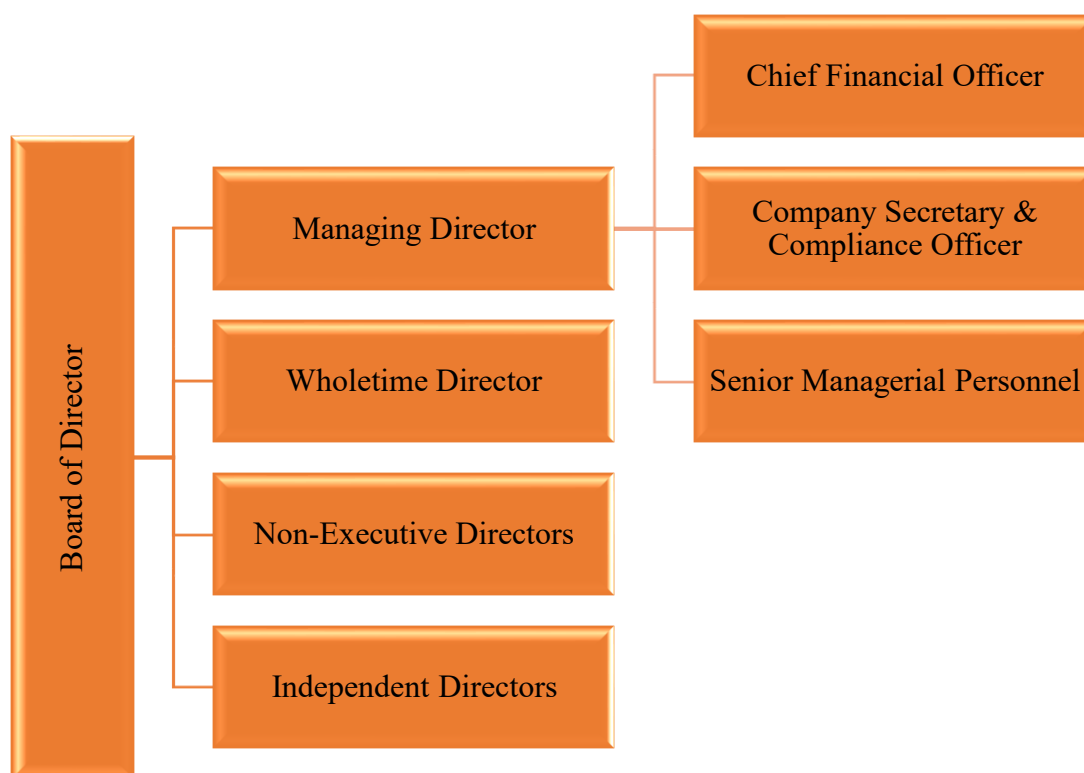 Board of Director
Managing Director
Wholetime Director
Non-Executive Directors
Independent Directors
Chief Financial Officer
Company Secretary &
Compliance Officer
Senior Managerial Personnel